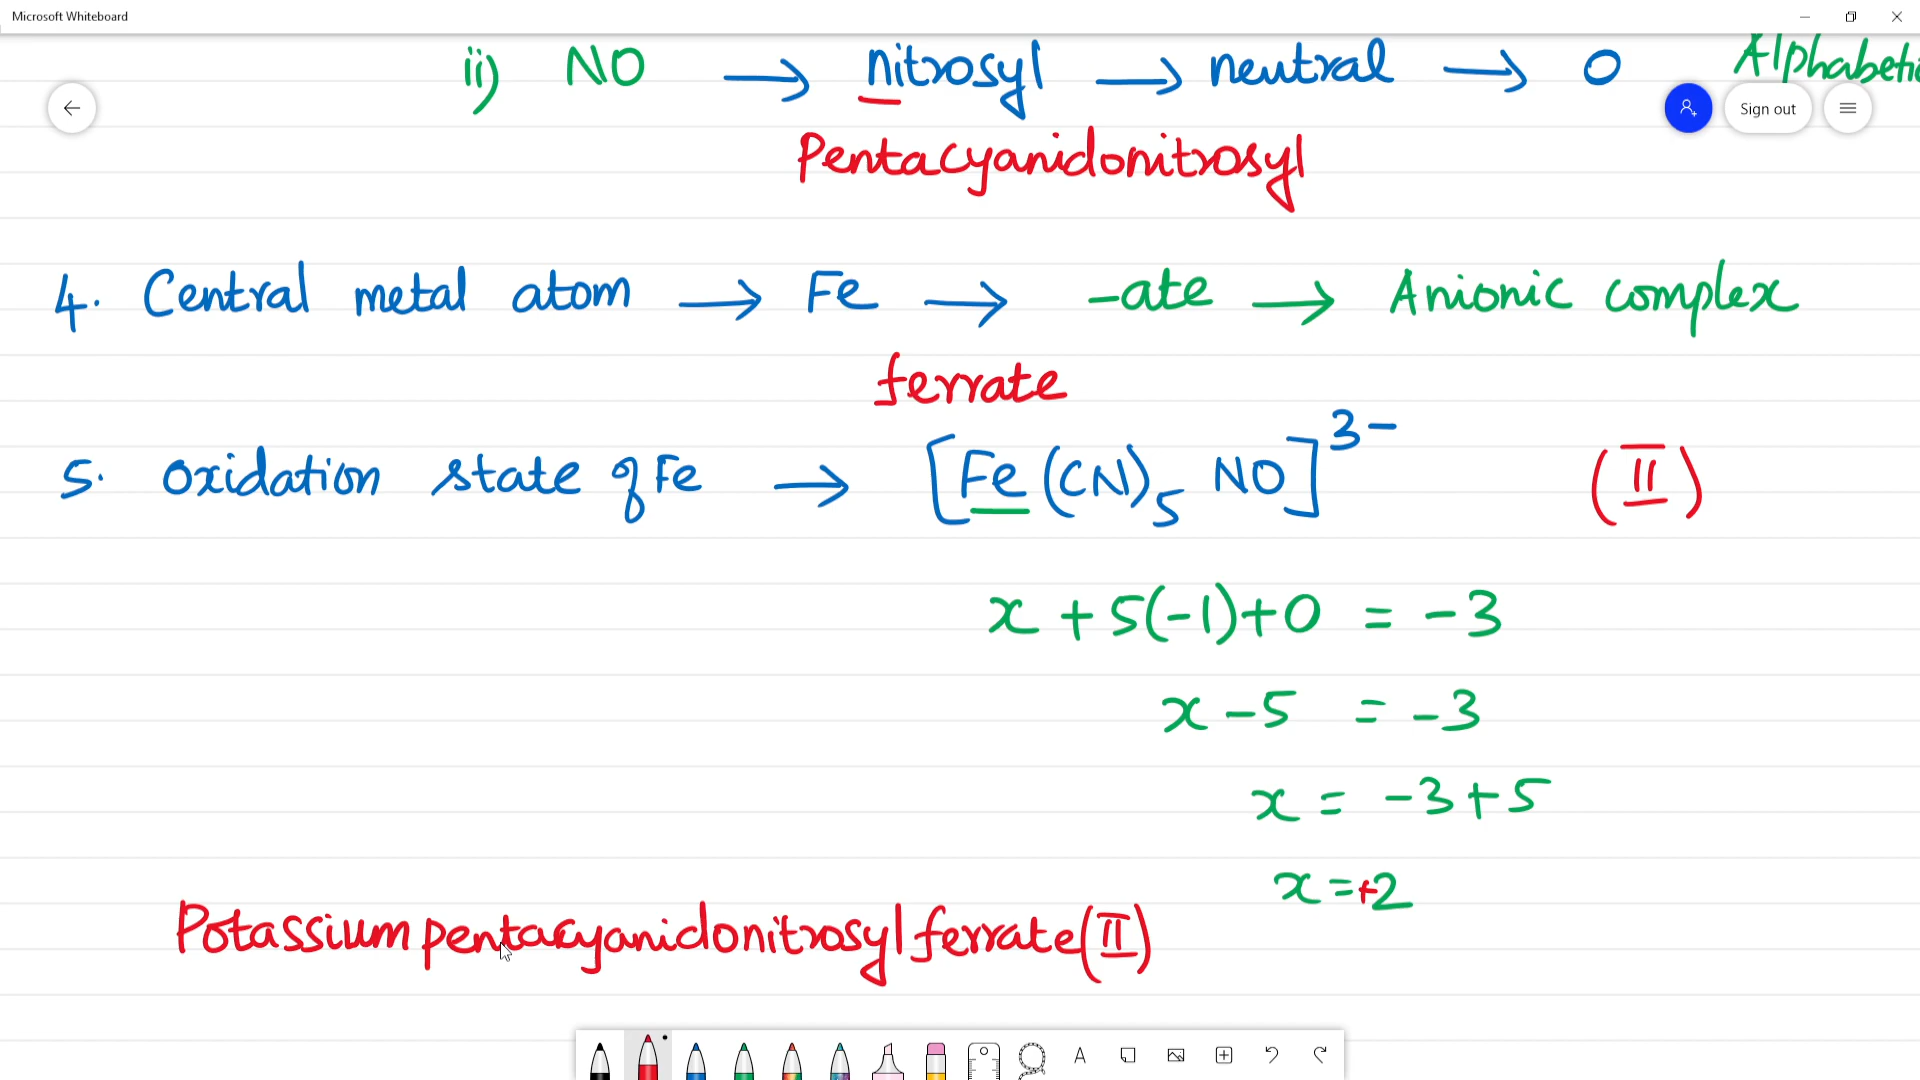 Microsoft Whiteboard
ii) NO → nitrosyl → neutral → 0 Alphabetic
Sign out
Pentacyanidonitrosyl
4. Central metal atom → Fe → -ate → Anionic complex
ferrate
5. Oxidation state of Fe → [Fe(CN)₅ NO]³⁻ (II)
x + 5(-1)+0 = -3
x - 5 = -3
x = -3+5
x = +2
Potassium pentacyanidonitrosyl ferrate (II)
A